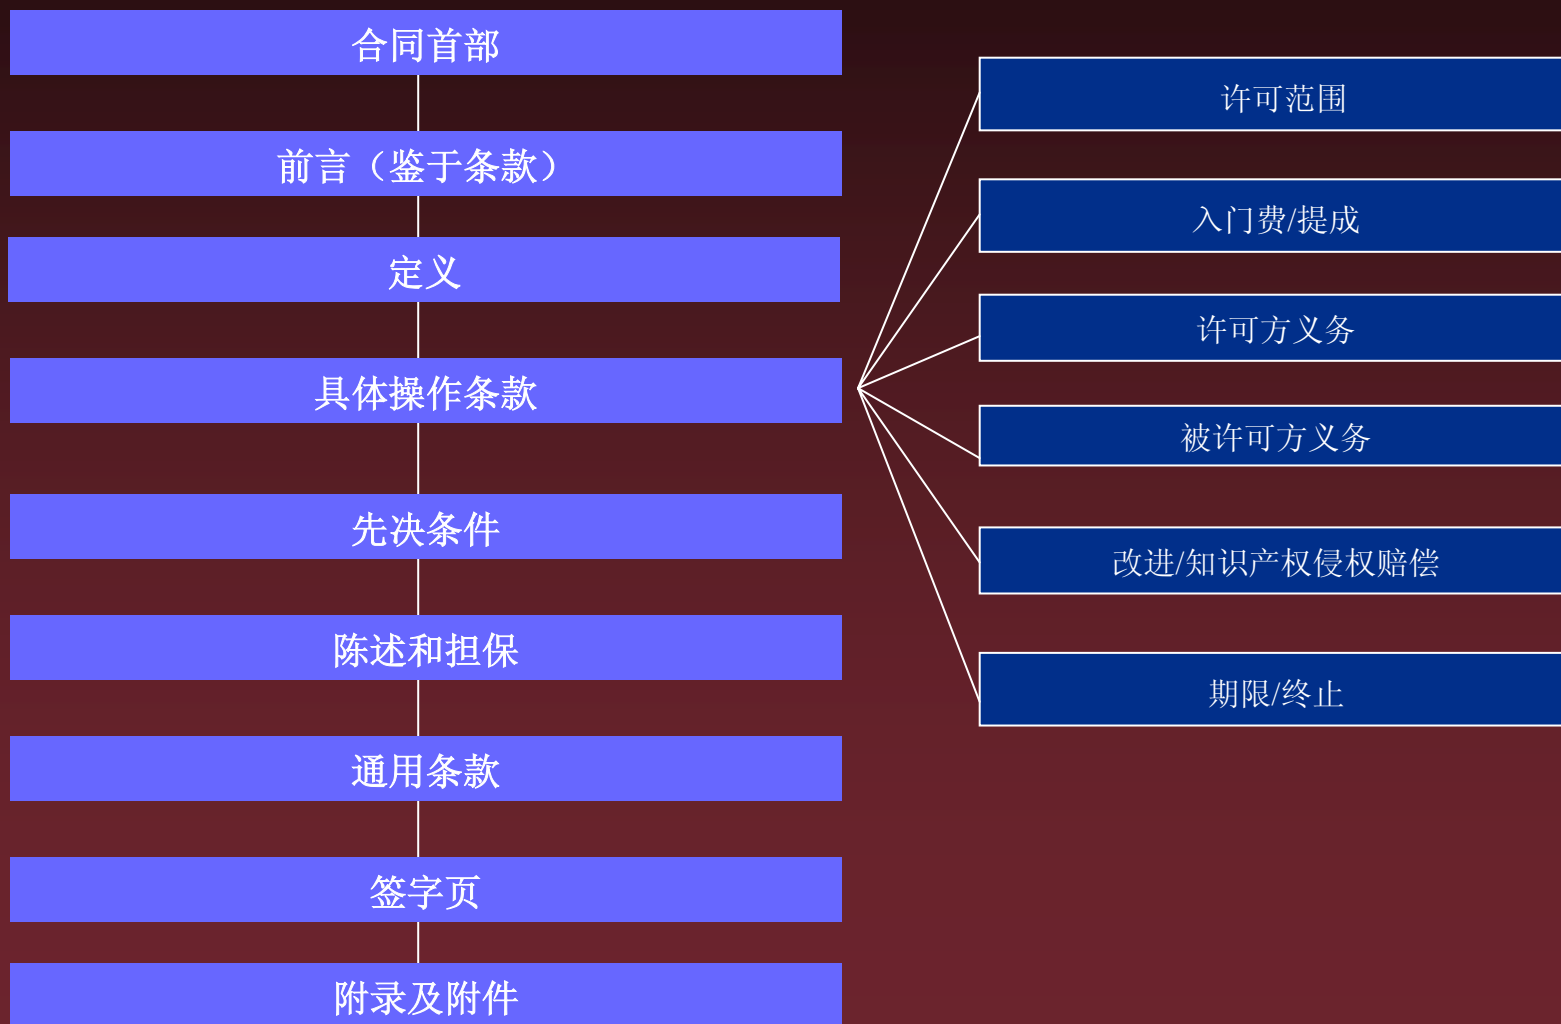 合同首部
前言（鉴于条款）
定义
具体操作条款
先决条件
陈述和担保
通用条款
签字页
附录及附件
许可范围
入门费/提成
许可方义务
被许可方义务
改进/知识产权侵权赔偿
期限/终止